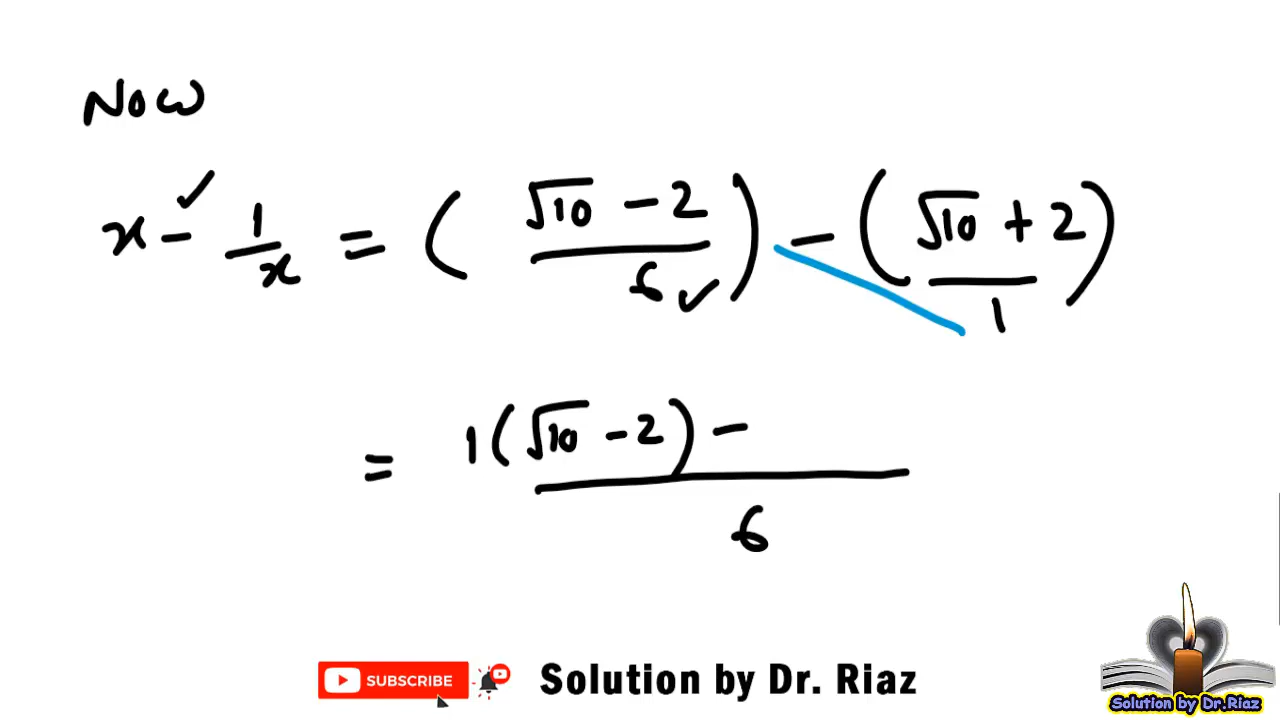 Now
x - 1/x = ( (√10 - 2)/6 ) - ( (√10 + 2)/1 )
= (1(√10 - 2) - )/6
SUBSCRIBE
Solution by Dr. Riaz
Solution by Dr.Riaz